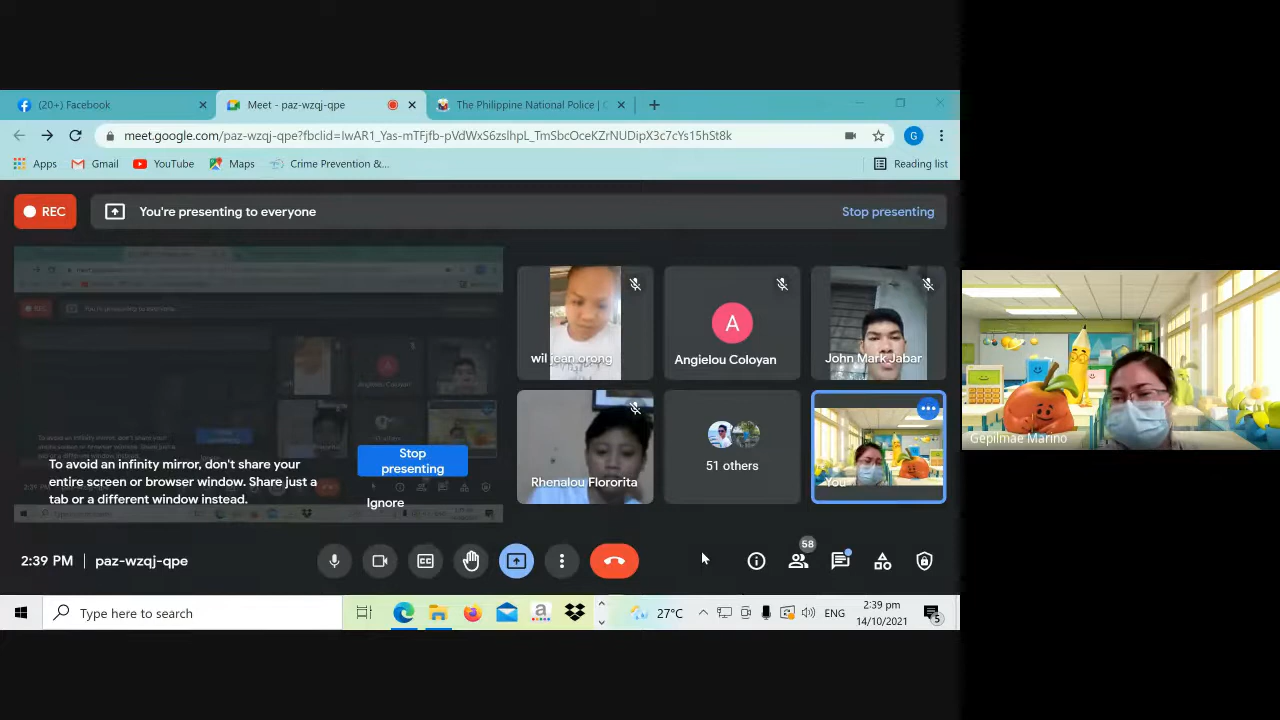 (20+) Facebook
Meet - paz-wzqj-qpe
The Philippine National Police | C
meet.google.com/paz-wzqj-qpe?fbclid=IwAR1_Yas-mTFjfb-pVdWxS6zslhpL_TmSbcOceKZrNUDipX3c7cYs15hSt8k
G
Apps
Gmail
YouTube
Maps
Crime Prevention &...
Reading list
REC
You're presenting to everyone
Stop presenting
wil jean orong
A
Angielou Coloyan
John Mark Jabar
To avoid an infinity mirror, don't share your
entire screen or browser window. Share just a
tab or a different window instead.
Stop
presenting
Ignore
Rhenalou Flororita
51 others
You
Gepilmae Marino
2:39 PM | paz-wzqj-qpe
58
Type here to search
27°C
ENG
2:39 pm
14/10/2021
5